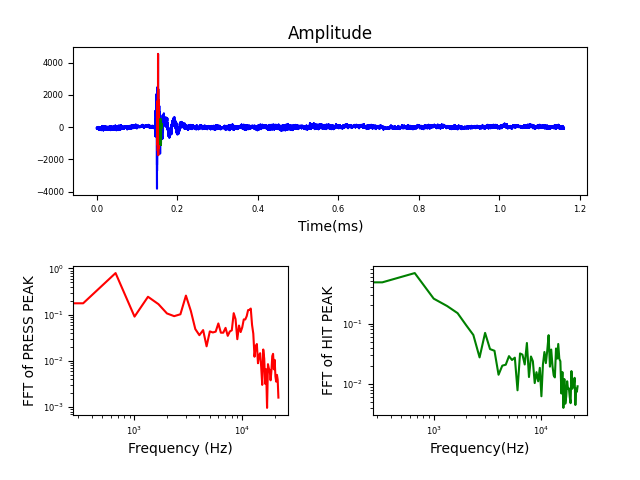 Amplitude
4000
2000
0
−2000
−4000
0.0 0.2 0.4 0.6 0.8 1.0 1.2
Time(ms)
FFT of PRESS PEAK
10⁰
10⁻¹
10⁻²
10⁻³
10³ 10⁴
Frequency (Hz)
FFT of HIT PEAK
10⁻¹
10⁻²
10³ 10⁴
Frequency(Hz)